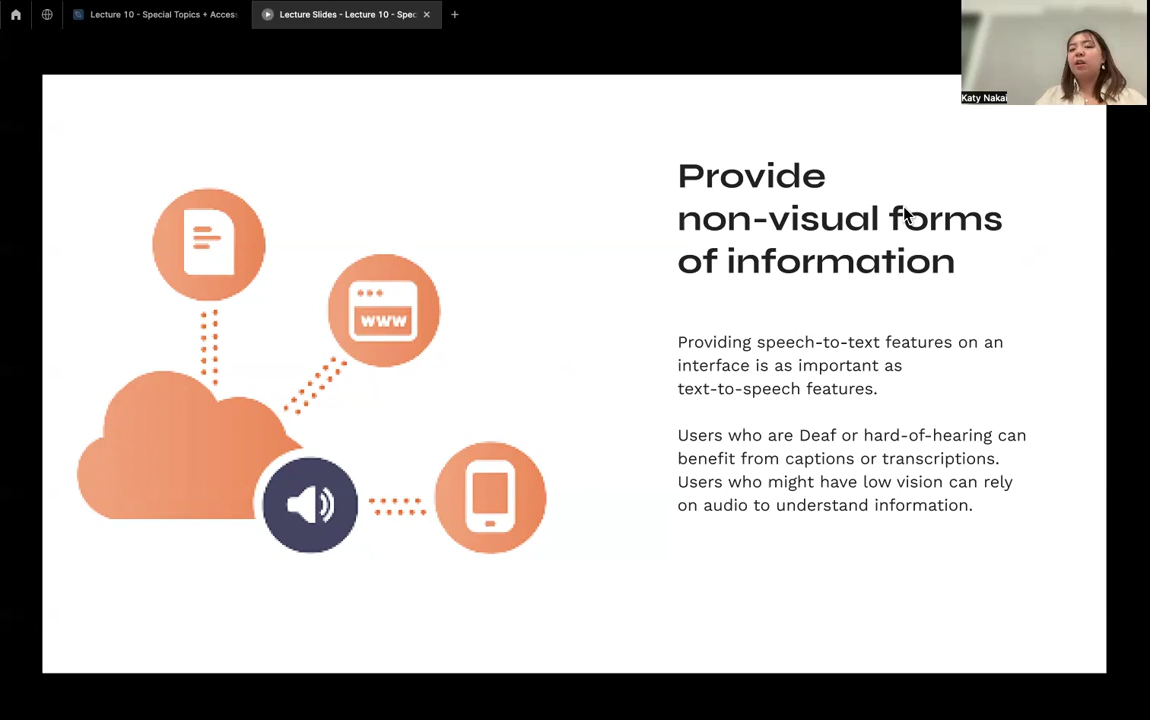 Lecture 10 - Special Topics + Access
Lecture Slides - Lecture 10 - Spec
Katy Nakai
Provide
non-visual forms
of information
www
Providing speech-to-text features on an
interface is as important as
text-to-speech features.
Users who are Deaf or hard-of-hearing can
benefit from captions or transcriptions.
Users who might have low vision can rely
on audio to understand information.